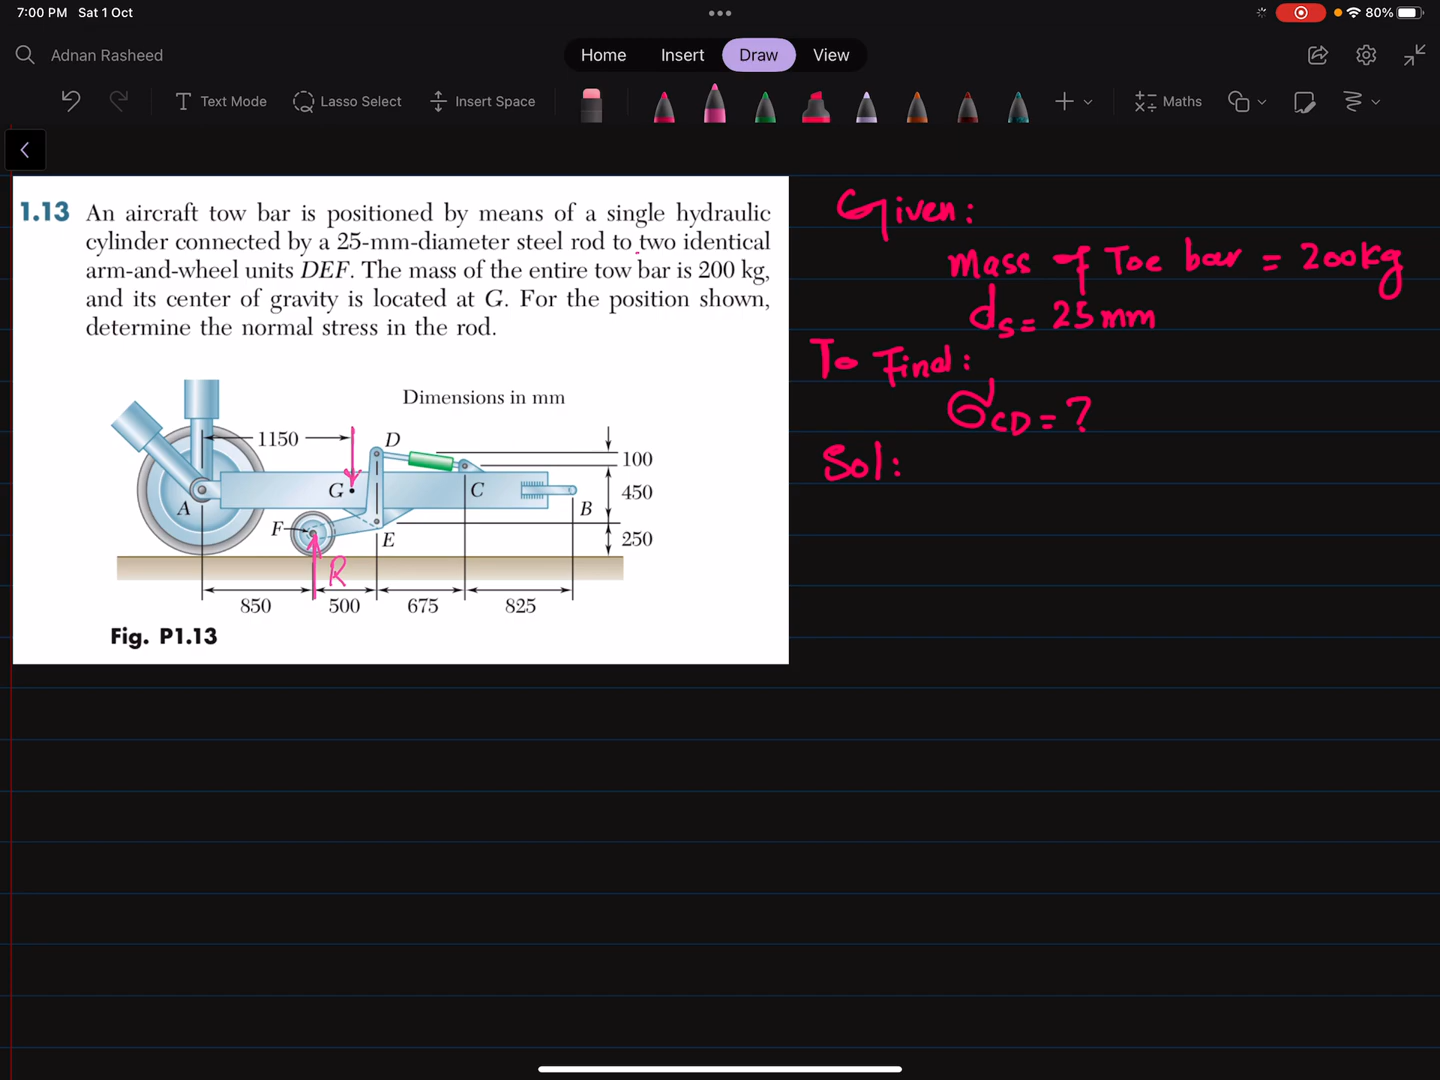 7:00 PM Sat 1 Oct
80%
Adnan Rasheed
Home Insert Draw View
Text Mode Lasso Select Insert Space Maths
1.13 An aircraft tow bar is positioned by means of a single hydraulic
cylinder connected by a 25-mm-diameter steel rod to two identical
arm-and-wheel units DEF. The mass of the entire tow bar is 200 kg,
and its center of gravity is located at G. For the position shown,
determine the normal stress in the rod.
Dimensions in mm
1150
D
100
G
C
450
A
B
F
E
250
R
850
500
675
825
Fig. P1.13
Given:
mass of Toe bar = 200kg
ds = 25mm
To Find:
σCD = ?
Sol: